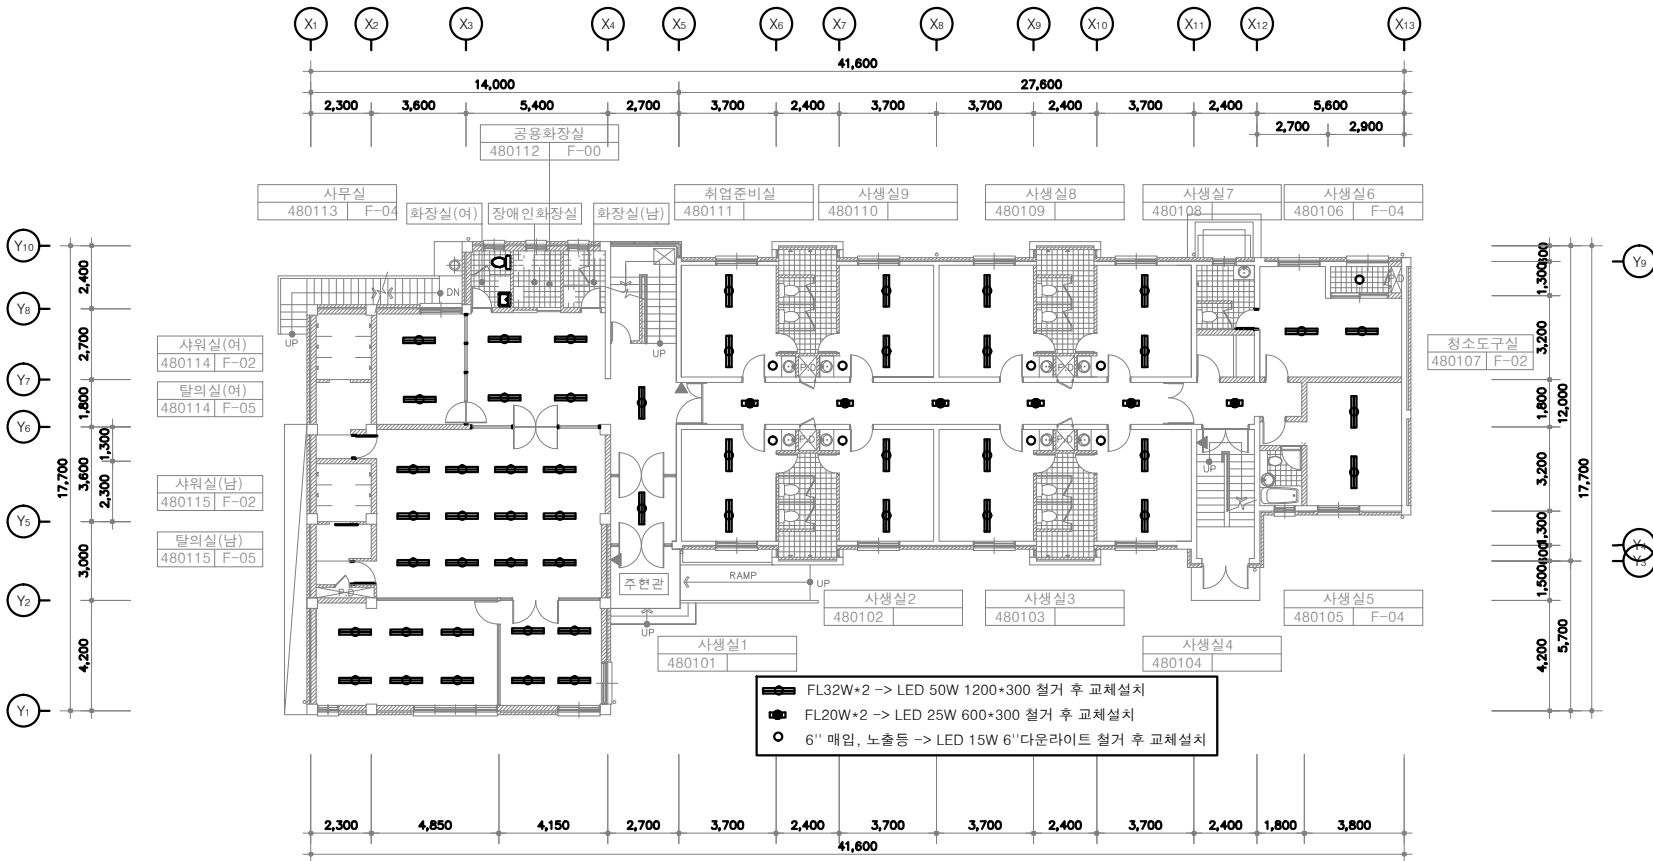 X1 X2 X3 X4 X5 X6 X7 X8 X9 X10 X11 X12 X13
41,600
14,000 27,600
2,300 3,600 5,400 2,700 3,700 2,400 3,700 3,700 2,400 3,700 2,400 5,600
2,700 2,900
공용화장실
480112 F-00
사무실
480113 F-04
화장실(여)
장애인화장실
화장실(남)
취업준비실
480111
사생실9
480110
사생실8
480109
사생실7
480108
사생실6
480106 F-04
Y10
Y8
Y7
Y6
Y5
Y2
Y1
17,700
2,400
2,700
1,800
3,600
3,000
4,200
1,300
2,300
샤워실(여)
480114 F-02
탈의실(여)
480114 F-05
샤워실(남)
480115 F-02
탈의실(남)
480115 F-05
DN
UP
UP
P.D
P.D
P.D
P.D
P.D
P.D
UP
주현관
RAMP
UP
UP
청소도구실
480107 F-02
Y9
Y4
Y3
600
1,300
3,200
1,800
3,200
1,300
600
1,500
4,200
12,000
5,700
17,700
사생실2
480102
사생실3
480103
사생실5
480105 F-04
사생실1
480101
사생실4
480104
FL32W*2 -> LED 50W 1200*300 철거 후 교체설치
FL20W*2 -> LED 25W 600*300 철거 후 교체설치
6'' 매입, 노출등 -> LED 15W 6''다운라이트 철거 후 교체설치
2,300 4,850 4,150 2,700 3,700 2,400 3,700 3,700 2,400 3,700 2,400 1,800 3,800
41,600